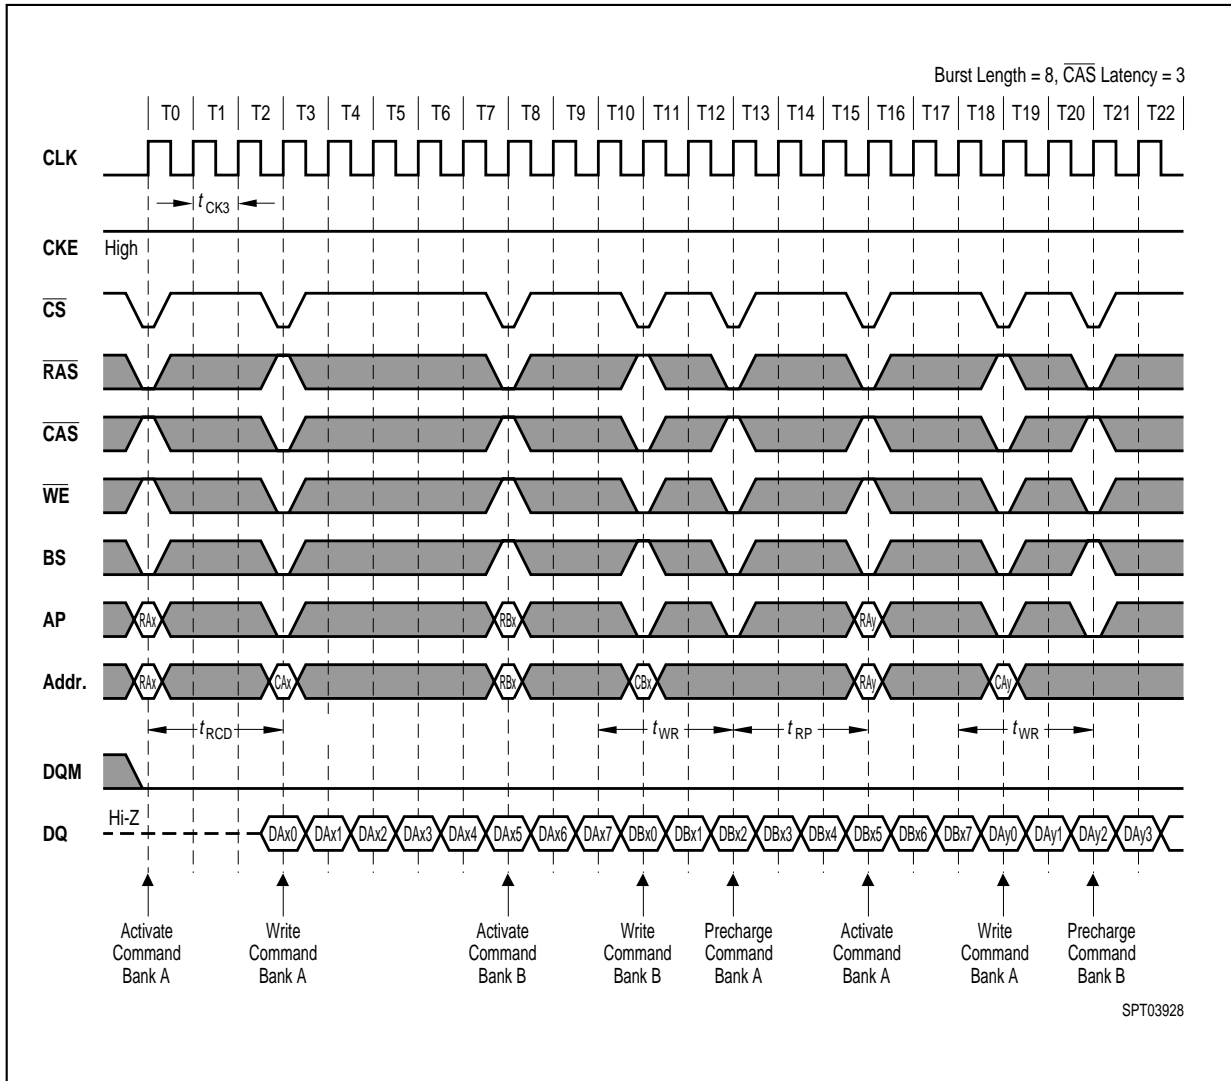 Burst Length = 8, CAS Latency = 3
T0 T1 T2 T3 T4 T5 T6 T7 T8 T9 T10 T11 T12 T13 T14 T15 T16 T17 T18 T19 T20 T21 T22
CLK
tCK3
CKE High
CS
RAS
CAS
WE
BS
AP RAx RBx RAy
Addr. RAx CAx RBx CBx RAy CAy
tRCD tWR tRP tWR
DQM
DQ Hi-Z DAx0 DAx1 DAx2 DAx3 DAx4 DAx5 DAx6 DAx7 DBx0 DBx1 DBx2 DBx3 DBx4 DBx5 DBx6 DBx7 DAy0 DAy1 DAy2 DAy3
Activate
Command
Bank A
Write
Command
Bank A
Activate
Command
Bank B
Write
Command
Bank B
Precharge
Command
Bank A
Activate
Command
Bank A
Write
Command
Bank A
Precharge
Command
Bank B
SPT03928